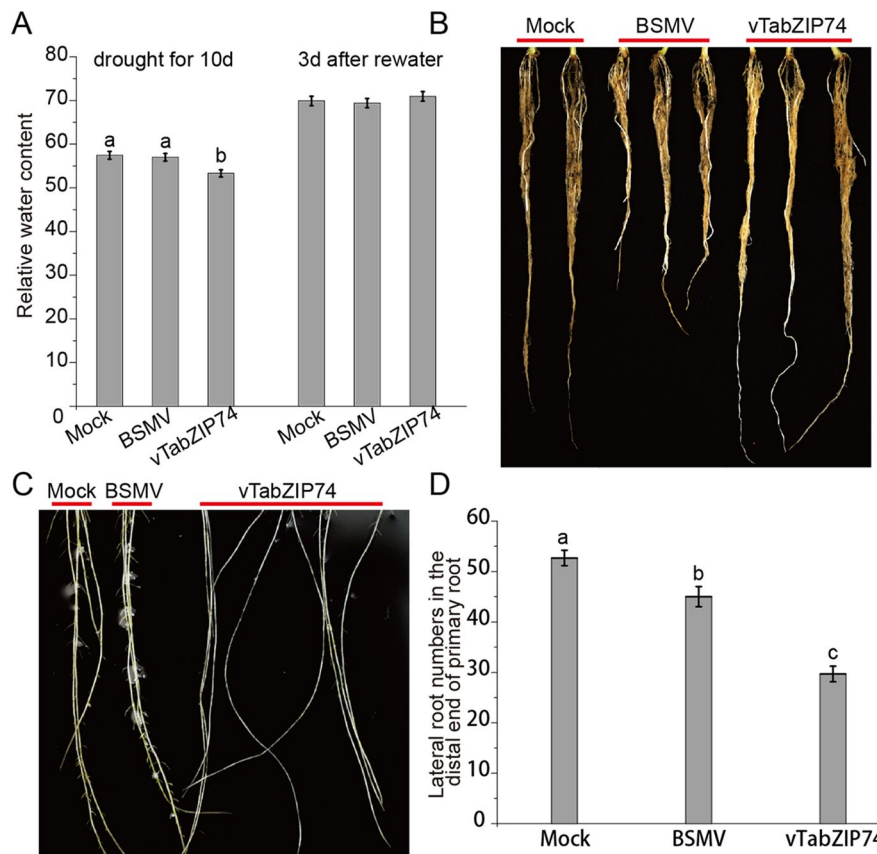 A
drought for 10d
3d after rewater
Relative water content
80
70
60
50
40
30
20
10
0
a
a
b
Mock
BSMV
vTabZIP74
Mock
BSMV
vTabZIP74
B
Mock
BSMV
vTabZIP74
C
Mock
BSMV
vTabZIP74
D
Lateral root numbers in the
distal end of primary root
60
50
40
30
20
10
0
a
b
c
Mock
BSMV
vTabZIP74